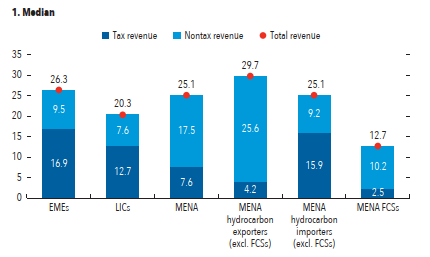 1. Median
Tax revenue Nontax revenue Total revenue
35
30
25
20
15
10
5
0
26.3
9.5
16.9
20.3
7.6
12.7
25.1
17.5
7.6
29.7
25.6
4.2
25.1
9.2
15.9
12.7
10.2
2.5
EMEs
LICs
MENA
MENA
hydrocarbon
exporters
(excl. FCSs)
MENA
hydrocarbon
importers
(excl. FCSs)
MENA FCSs